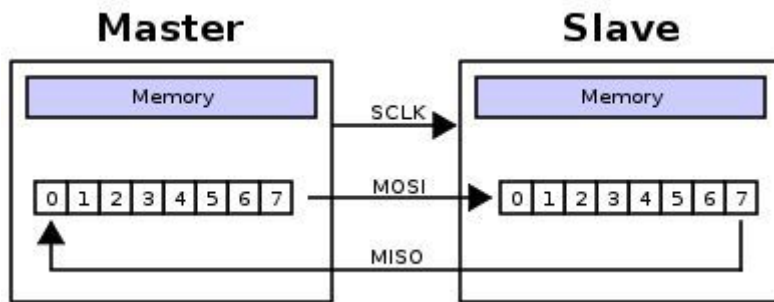 Master Slave
Memory Memory
SCLK
0 1 2 3 4 5 6 7 MOSI 0 1 2 3 4 5 6 7
MISO